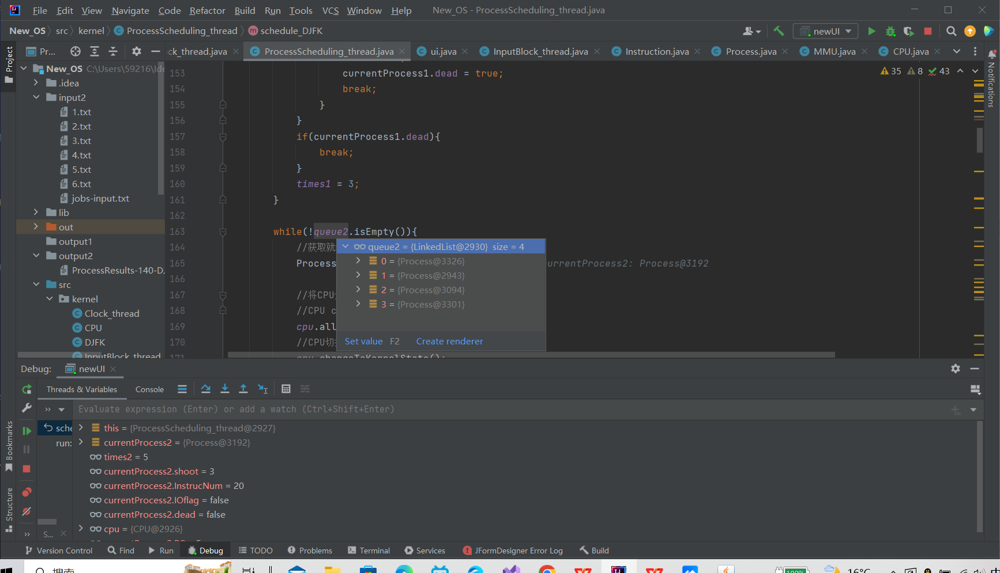 File Edit View Navigate Code Refactor Build Run Tools VCS Window Help New_OS - ProcessScheduling_thread.java
New_OS src kernel ProcessScheduling_thread schedule_DJFK newUI
Pr... ck_thread.java ProcessScheduling_thread.java ui.java InputBlock_thread.java Instruction.java Process.java MMU.java CPU.java
Project
Notifications
New_OS C:\Users\59216\Ide
.idea
input2
1.txt
2.txt
3.txt
4.txt
5.txt
6.txt
jobs-input.txt
lib
out
output1
output2
ProcessResults-140-DJ
src
kernel
Clock_thread
CPU
DJFK
InputBlock_thread
35 8 43
153 currentProcess1.dead = true;
154 break;
155 }
156 }
157 if(currentProcess1.dead){
158 break;
159 }
160 times1 = 3;
161 }
162
163 while(!queue2.isEmpty()){
164 //获取就
165 Process currentProcess2: Process@3192
166
167 //将CPU
168 //CPU c
169 cpu.all
170 //CPU切
171 cpu.changeToKernelState();
queue2 = {LinkedList@2930} size = 4
0 = {Process@3326}
1 = {Process@2943}
2 = {Process@3094}
3 = {Process@3301}
Set value F2 Create renderer
Debug: newUI
Threads & Variables Console
Evaluate expression (Enter) or add a watch (Ctrl+Shift+Enter)
sche
run:
this = {ProcessScheduling_thread@2927}
currentProcess2 = {Process@3192}
times2 = 5
currentProcess2.shoot = 3
currentProcess2.InstrucNum = 20
currentProcess2.IOflag = false
currentProcess2.dead = false
cpu = {CPU@2926}
S...
Bookmarks
Structure
Version Control Find Run Debug TODO Problems Terminal Services JFormDesigner Error Log Build
搜索 100% 16°C